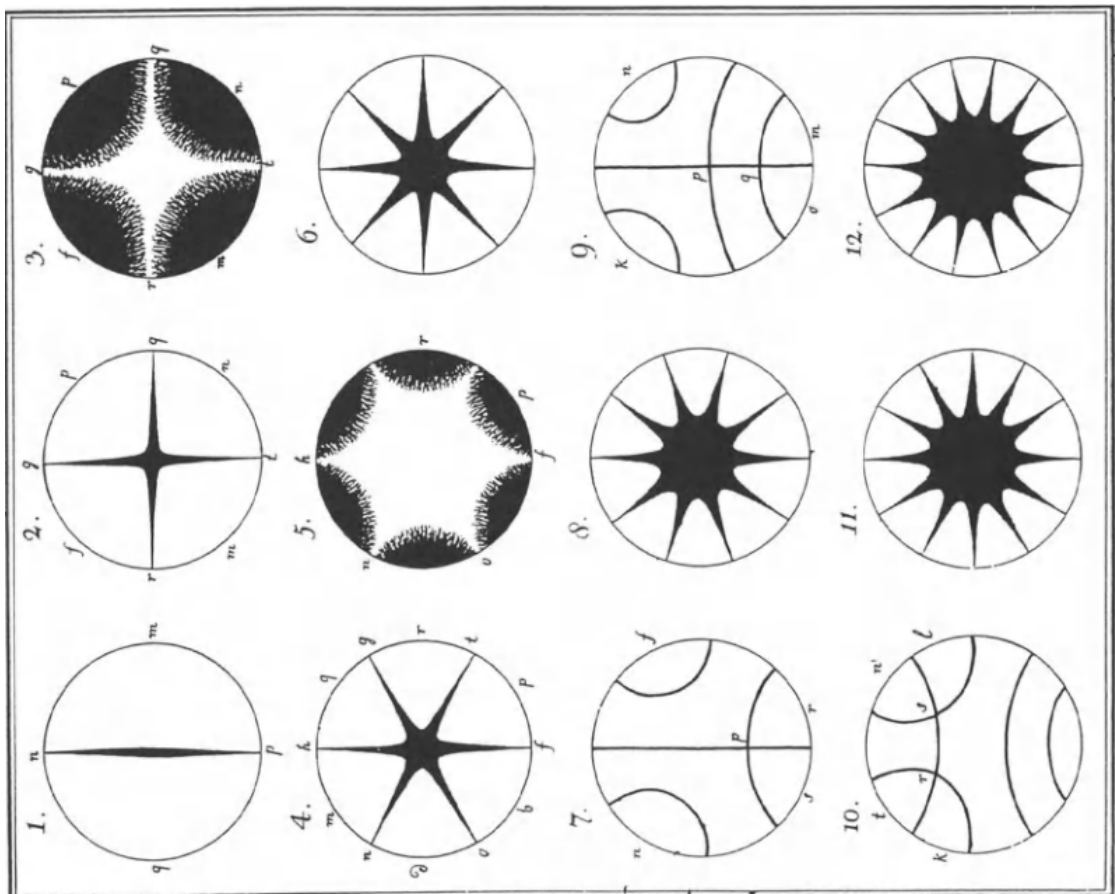 1. 2. 3.
n g g
q f p f p
r q r q
m m n m n
p t t
4. 5. 6.
h h
m q n
n g r
r o
t p
p f
f
b
o
7. 8. 9.
n f k n
p p
s r q
o m
10. 11. 12.
t n' l
k s
r